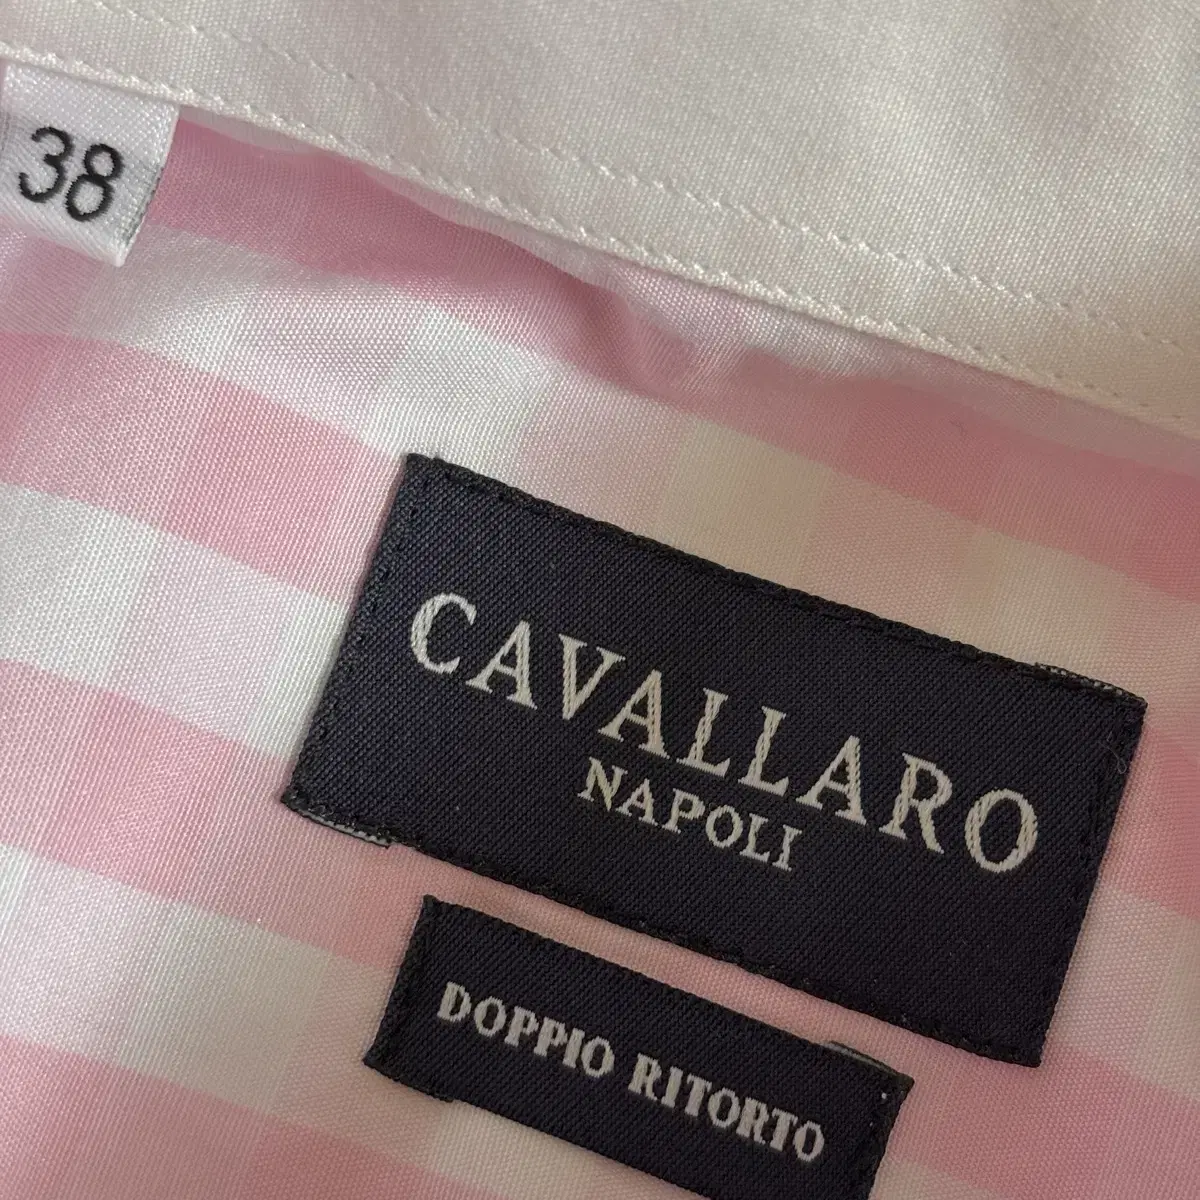 38
CAVALLARO
NAPOLI
DOPPIO RITORTO